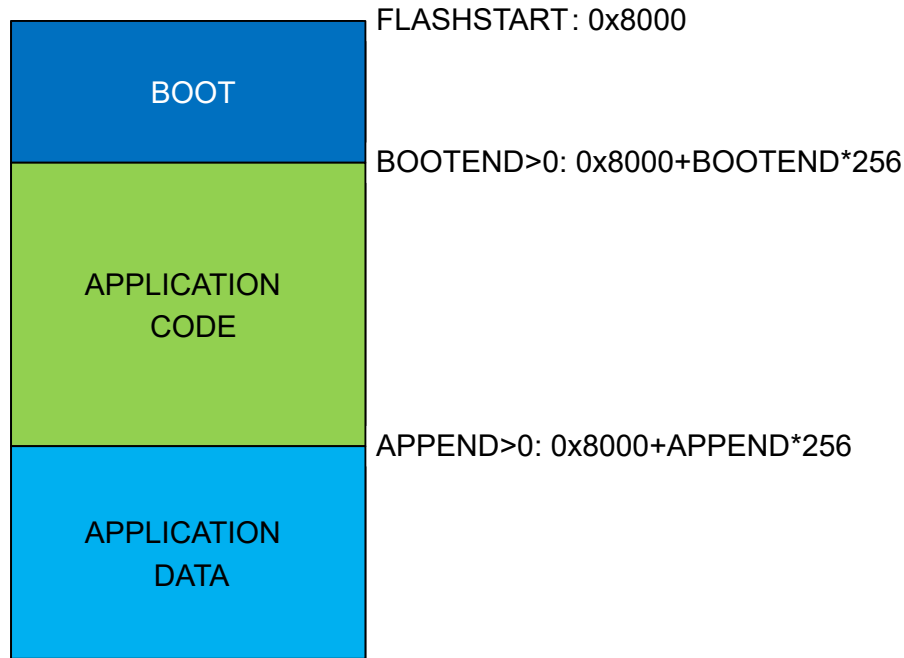 FLASHSTART: 0x8000
BOOT
BOOTEND>0: 0x8000+BOOTEND*256
APPLICATION
CODE
APPEND>0: 0x8000+APPEND*256
APPLICATION
DATA